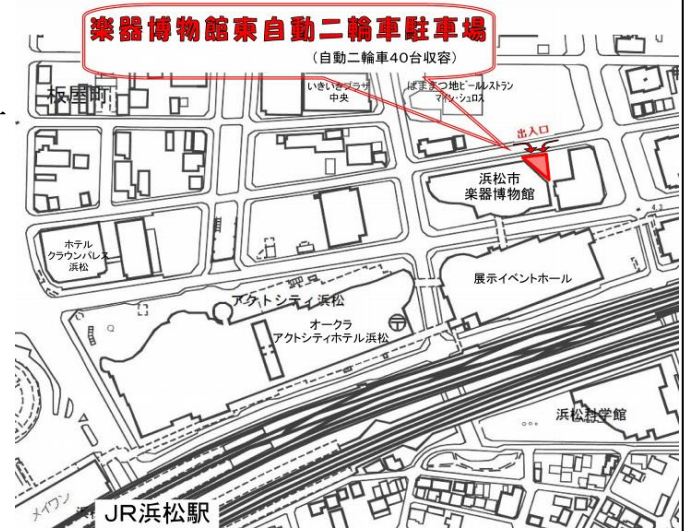 楽器博物館東自動二輪車駐車場
(自動二輪車40台収容)
板屋町
いきいきプラザ
中央
はままつ地ビールレストラン
マイン・シュロス
出入口
浜松市
楽器博物館
4.2
ホテル
クラウンパレス
浜松
展示イベントホール
アクトシティ浜松
オークラ
アクトシティホテル浜松
浜松科学館
メイワン
JR浜松駅